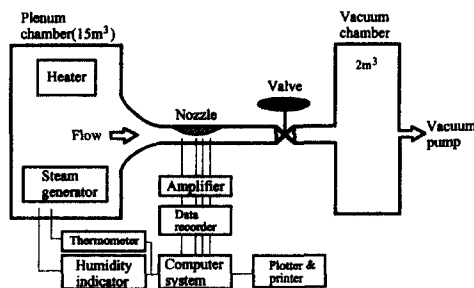 Plenum
chamber(15m³)
Heater
Flow
Steam
generator
Nozzle
Valve
Vacuum
chamber
2m³
Vacuum
pump
Amplifier
Data
recorder
Thermometer
Humidity
indicator
Computer
system
Plotter &
printer